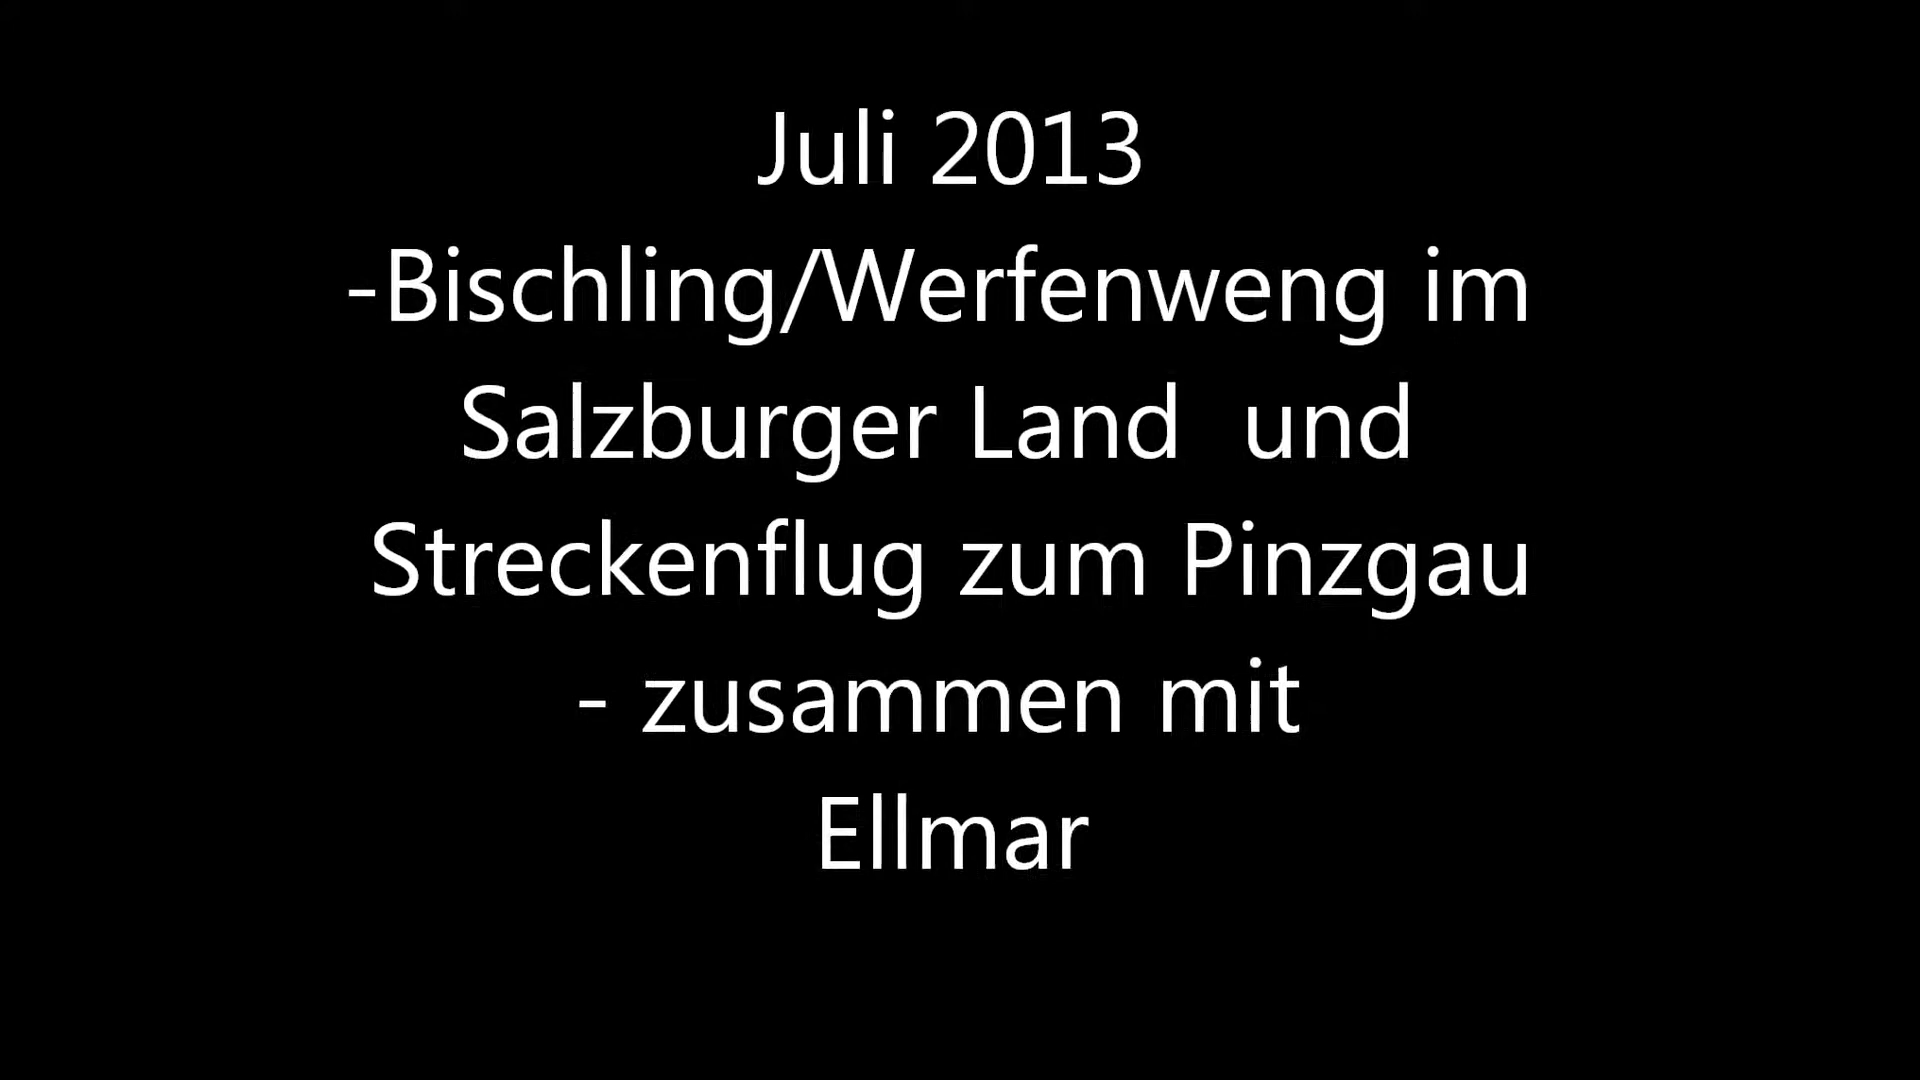 Juli 2013
-Bischling/Werfenweng im
Salzburger Land  und
Streckenflug zum Pinzgau
- zusammen mit
Ellmar